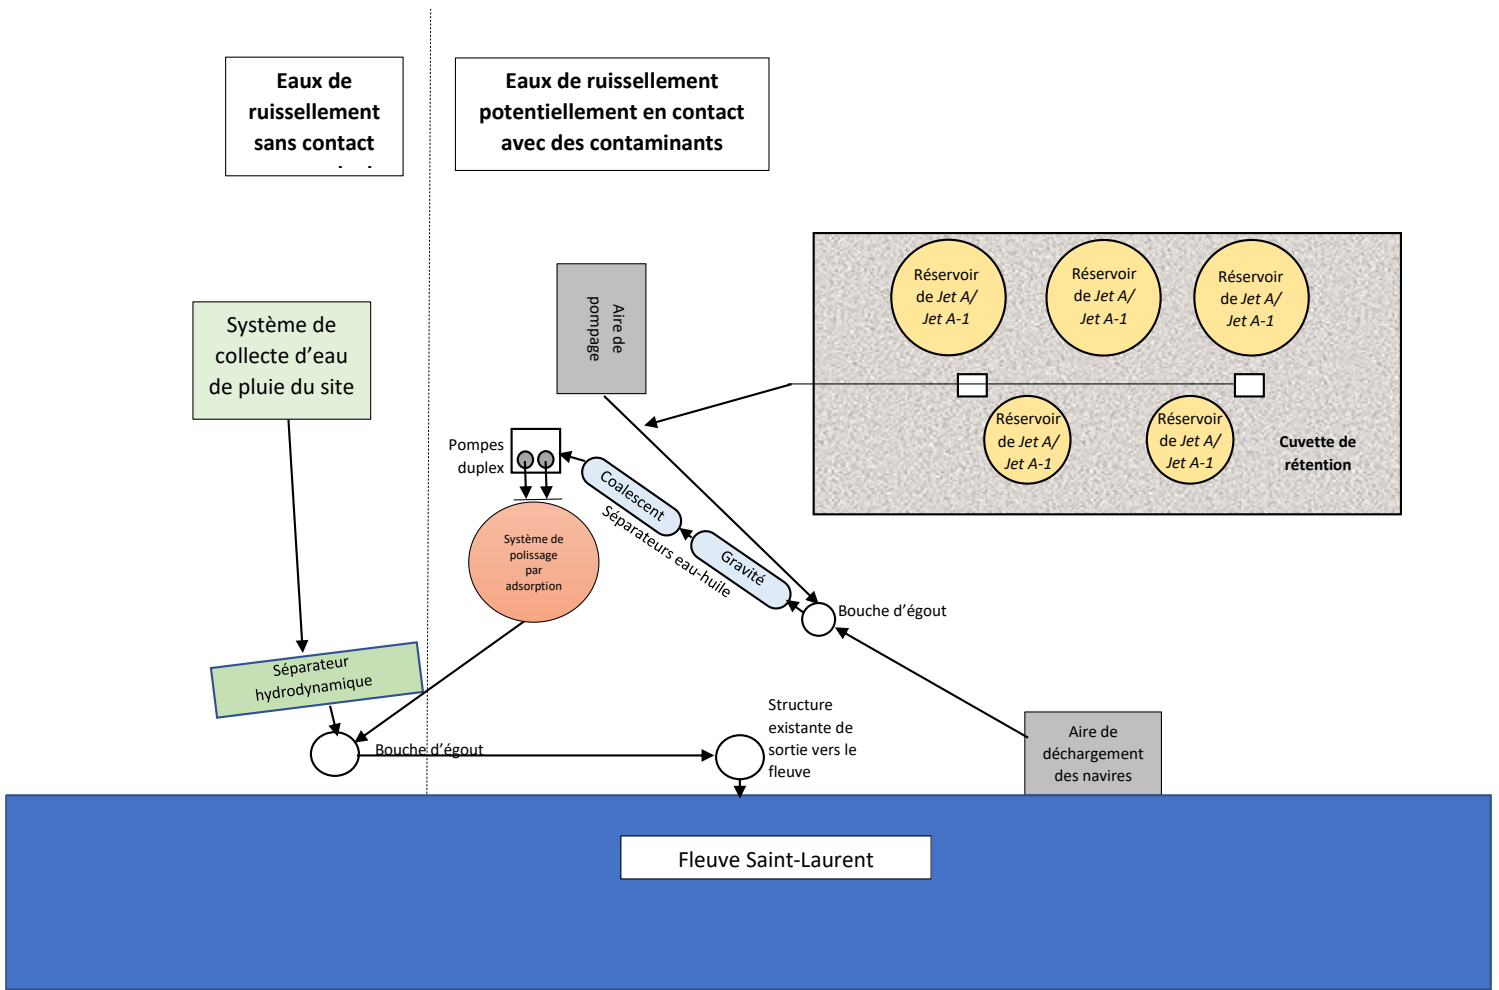 Eaux de
ruissellement
sans contact
Eaux de ruissellement
potentiellement en contact
avec des contaminants
Réservoir
de Jet A/
Jet A-1
Réservoir
de Jet A/
Jet A-1
Réservoir
de Jet A/
Jet A-1
Aire de
pompage
Système de
collecte d’eau
de pluie du site
Réservoir
de Jet A/
Jet A-1
Réservoir
de Jet A/
Jet A-1
Cuvette de
rétention
Pompes
duplex
Coalescent
Séparateurs eau-huile
Gravité
Système de
polissage
par
adsorption
Bouche d’égout
Séparateur
hydrodynamique
Bouche d’égout
Structure
existante de
sortie vers le
fleuve
Aire de
déchargement
des navires
Fleuve Saint-Laurent